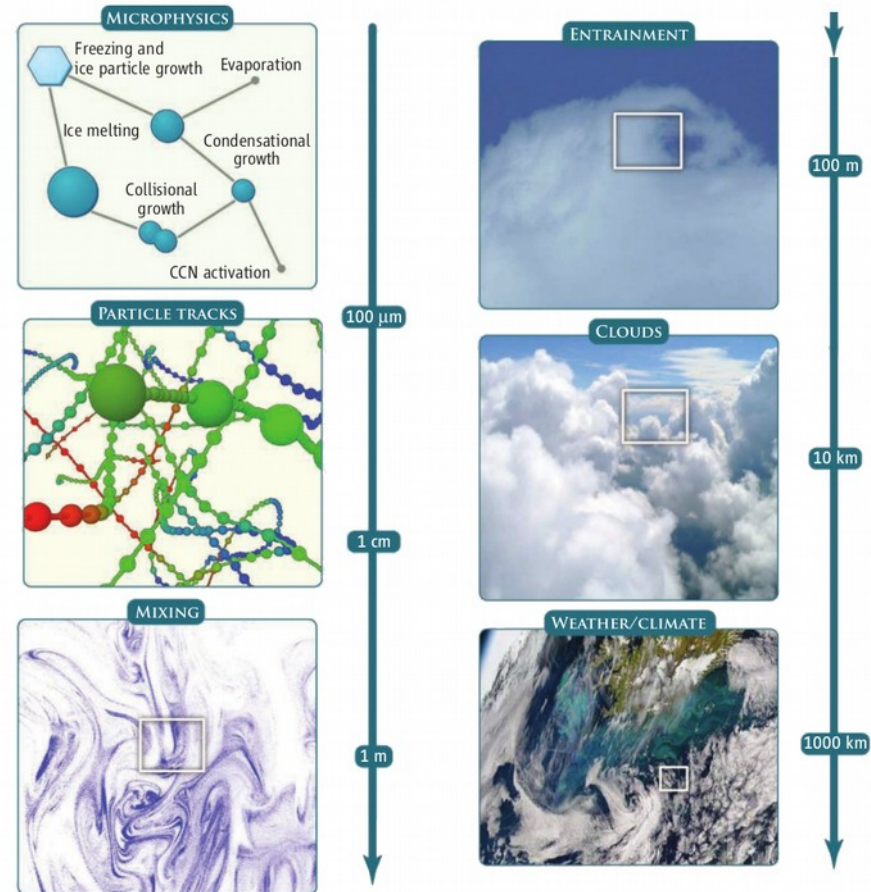 MICROPHYSICS
Freezing and
ice particle growth
Evaporation
Ice melting
Condensational
growth
Collisional
growth
CCN activation
100 µm
PARTICLE TRACKS
1 cm
MIXING
1 m
ENTRAINMENT
100 m
CLOUDS
10 km
WEATHER/CLIMATE
1000 km